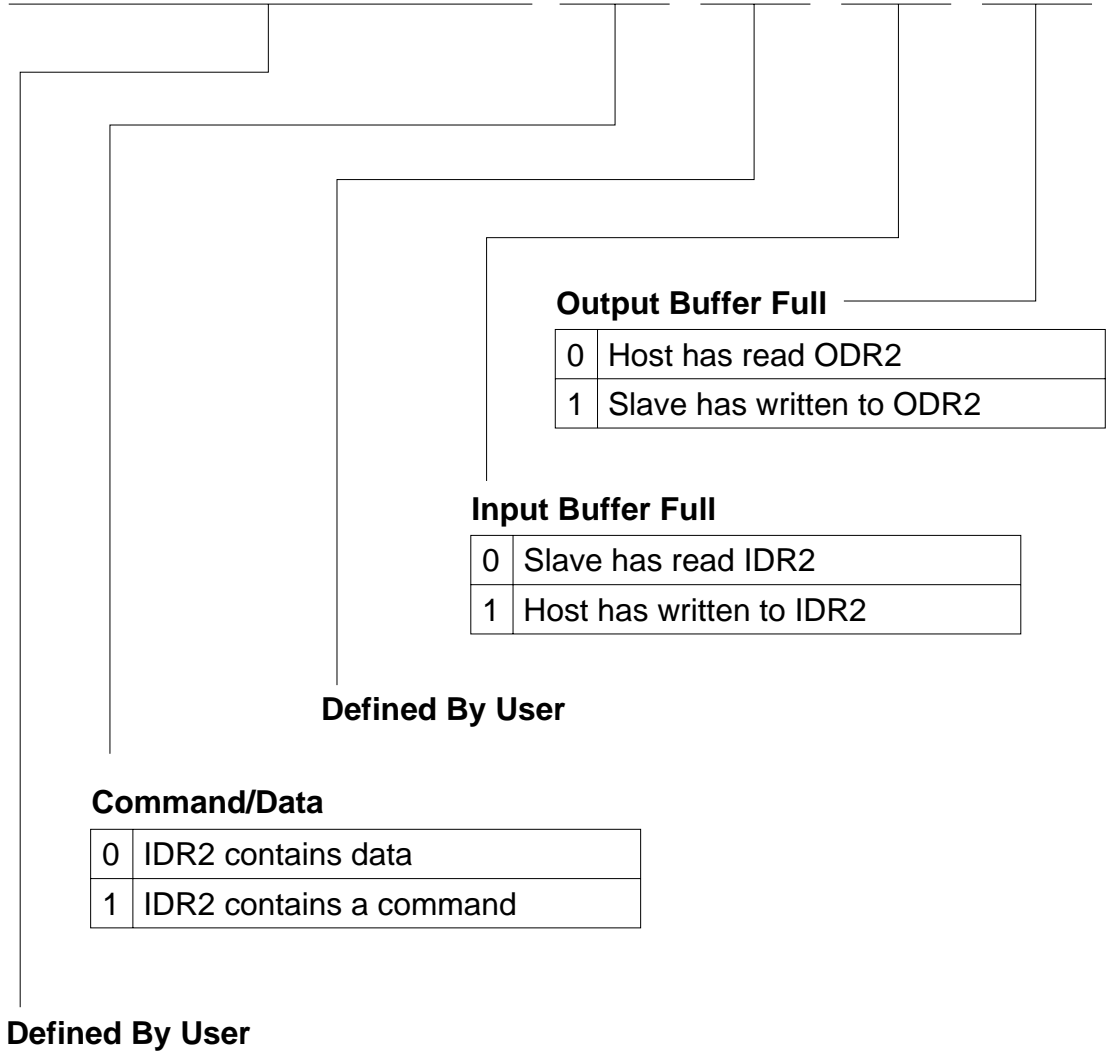 Output Buffer Full
0 Host has read ODR2
1 Slave has written to ODR2
Input Buffer Full
0 Slave has read IDR2
1 Host has written to IDR2
Defined By User
Command/Data
0 IDR2 contains data
1 IDR2 contains a command
Defined By User